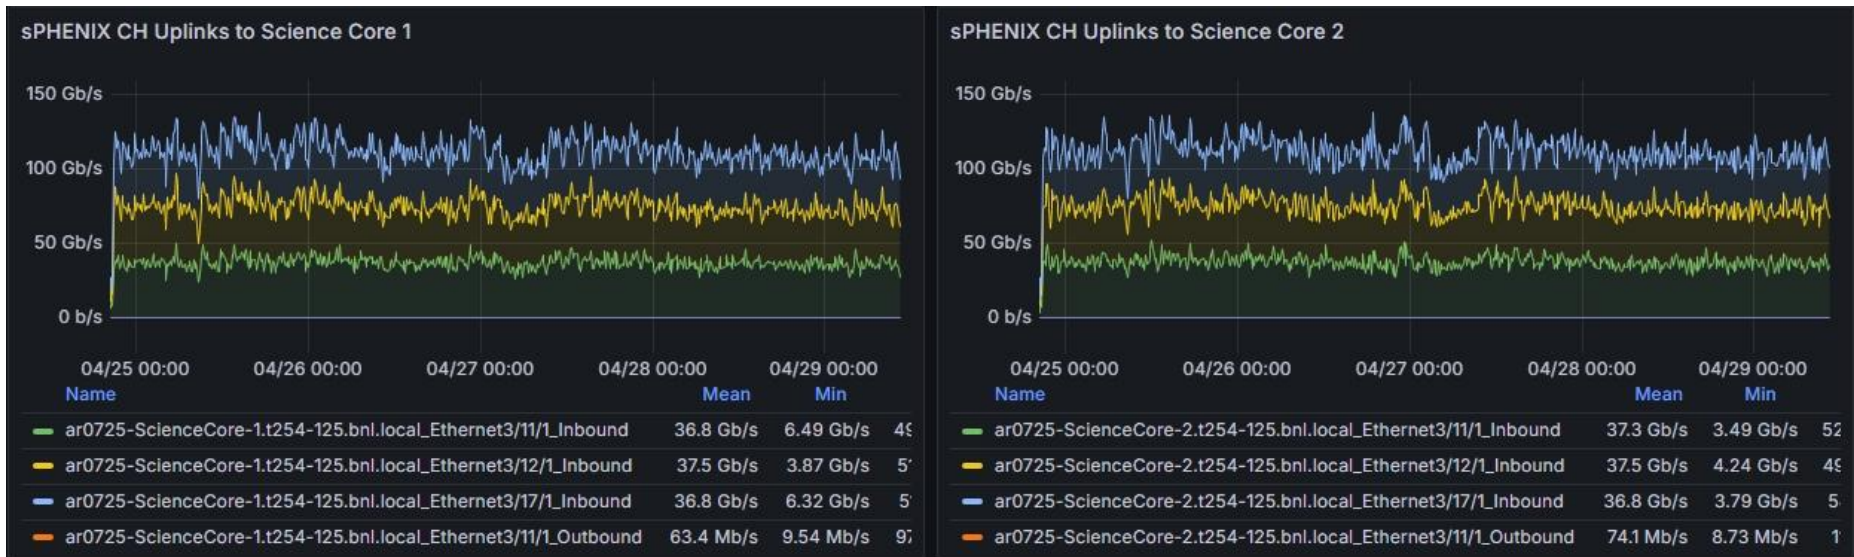 sPHENIX CH Uplinks to Science Core 1
150 Gb/s
100 Gb/s
50 Gb/s
0 b/s
04/25 00:00 04/26 00:00 04/27 00:00 04/28 00:00 04/29 00:00
Name Mean Min
ar0725-ScienceCore-1.t254-125.bnl.local_Ethernet3/11/1_Inbound 36.8 Gb/s 6.49 Gb/s
ar0725-ScienceCore-1.t254-125.bnl.local_Ethernet3/12/1_Inbound 37.5 Gb/s 3.87 Gb/s
ar0725-ScienceCore-1.t254-125.bnl.local_Ethernet3/17/1_Inbound 36.8 Gb/s 6.32 Gb/s
ar0725-ScienceCore-1.t254-125.bnl.local_Ethernet3/11/1_Outbound 63.4 Mb/s 9.54 Mb/s
sPHENIX CH Uplinks to Science Core 2
150 Gb/s
100 Gb/s
50 Gb/s
0 b/s
04/25 00:00 04/26 00:00 04/27 00:00 04/28 00:00 04/29 00:00
Name Mean Min
ar0725-ScienceCore-2.t254-125.bnl.local_Ethernet3/11/1_Inbound 37.3 Gb/s 3.49 Gb/s 52
ar0725-ScienceCore-2.t254-125.bnl.local_Ethernet3/12/1_Inbound 37.5 Gb/s 4.24 Gb/s
ar0725-ScienceCore-2.t254-125.bnl.local_Ethernet3/17/1_Inbound 36.8 Gb/s 3.79 Gb/s
ar0725-ScienceCore-2.t254-125.bnl.local_Ethernet3/11/1_Outbound 74.1 Mb/s 8.73 Mb/s